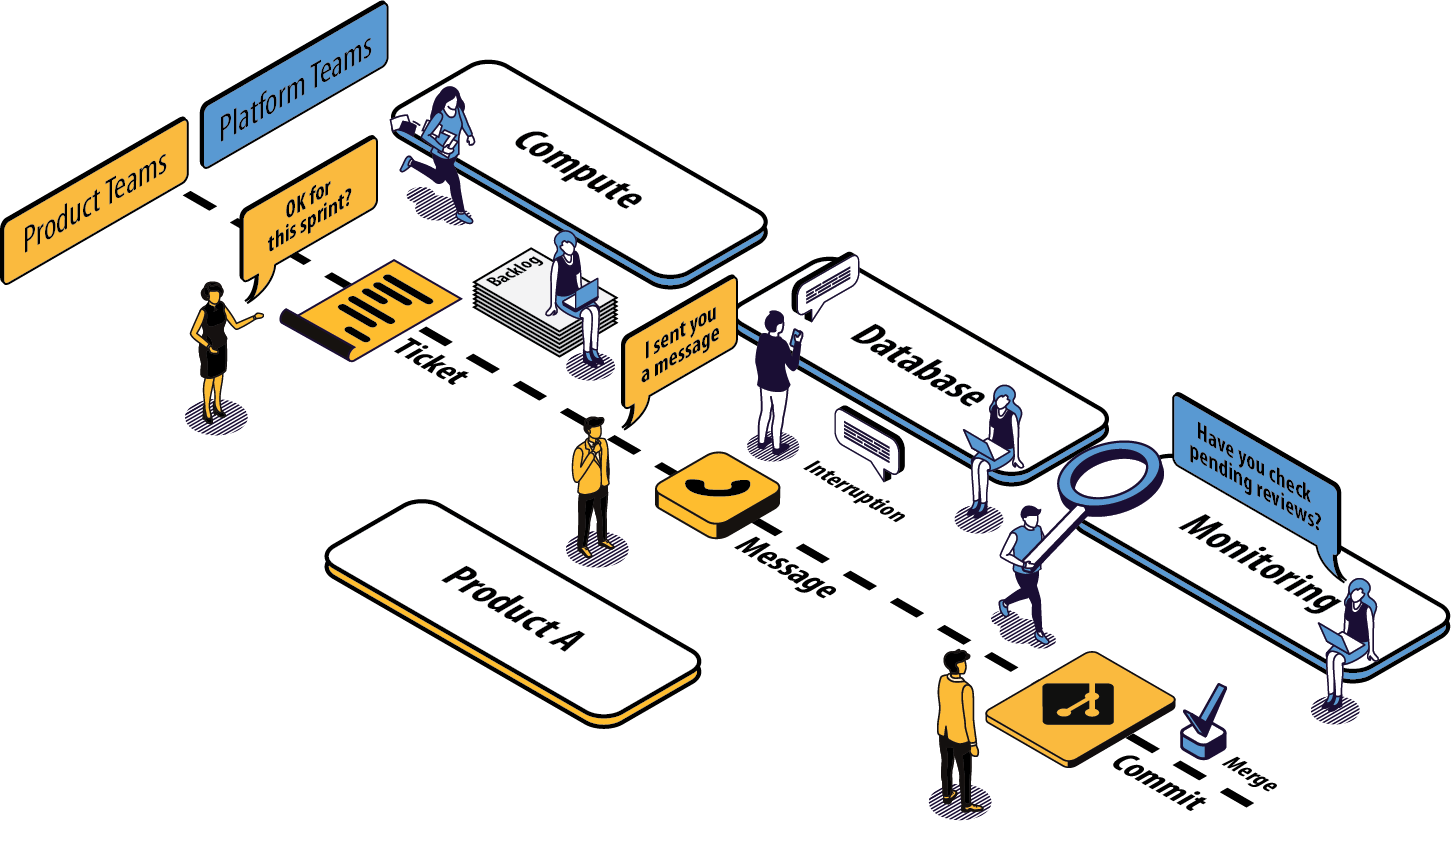 Platform Teams
Product Teams
OK for
this sprint?
Compute
Backlog
Ticket
I sent you
a message
Database
Interruption
Message
Have you check
pending reviews?
Monitoring
Product A
Commit
Merge